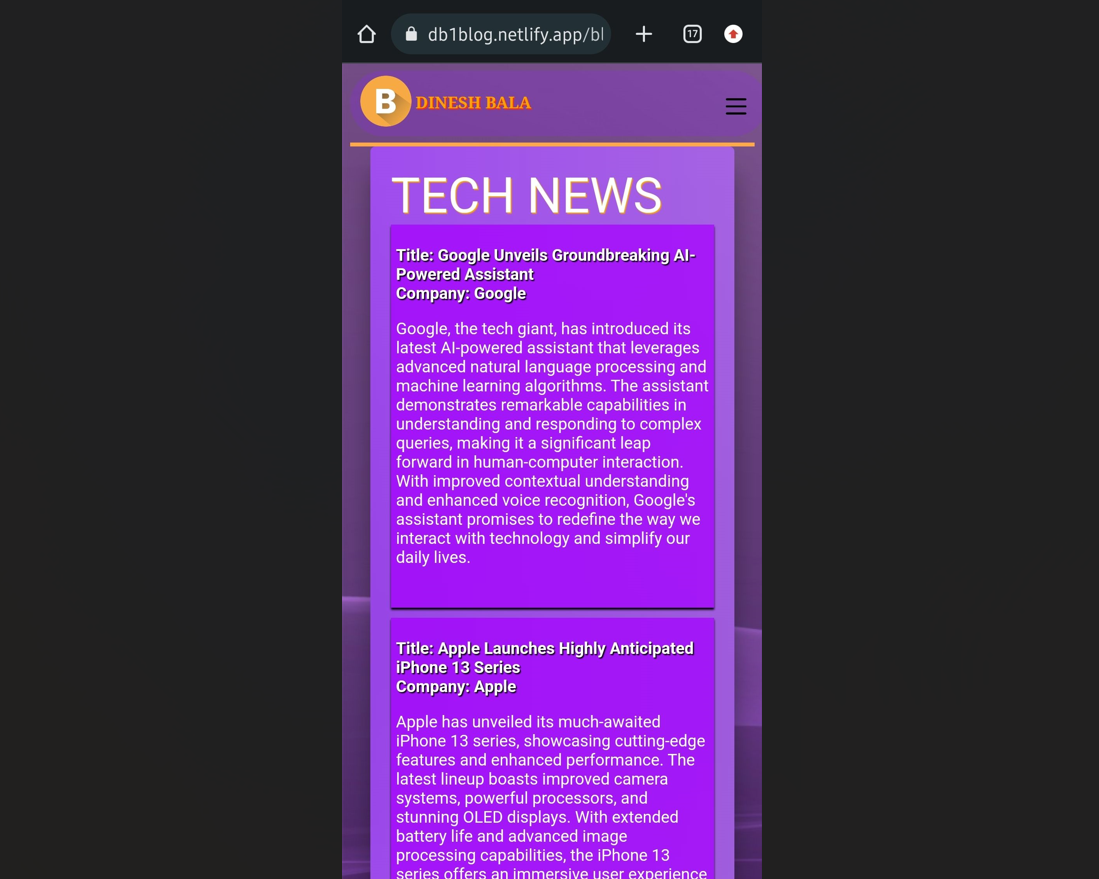 db1blog.netlify.app/bl
17
B
DINESH BALA
TECH NEWS
Title: Google Unveils Groundbreaking AI-
Powered Assistant
Company: Google
Google, the tech giant, has introduced its
latest AI-powered assistant that leverages
advanced natural language processing and
machine learning algorithms. The assistant
demonstrates remarkable capabilities in
understanding and responding to complex
queries, making it a significant leap
forward in human-computer interaction.
With improved contextual understanding
and enhanced voice recognition, Google's
assistant promises to redefine the way we
interact with technology and simplify our
daily lives.
Title: Apple Launches Highly Anticipated
iPhone 13 Series
Company: Apple
Apple has unveiled its much-awaited
iPhone 13 series, showcasing cutting-edge
features and enhanced performance. The
latest lineup boasts improved camera
systems, powerful processors, and
stunning OLED displays. With extended
battery life and advanced image
processing capabilities, the iPhone 13
series offers an immersive user experience